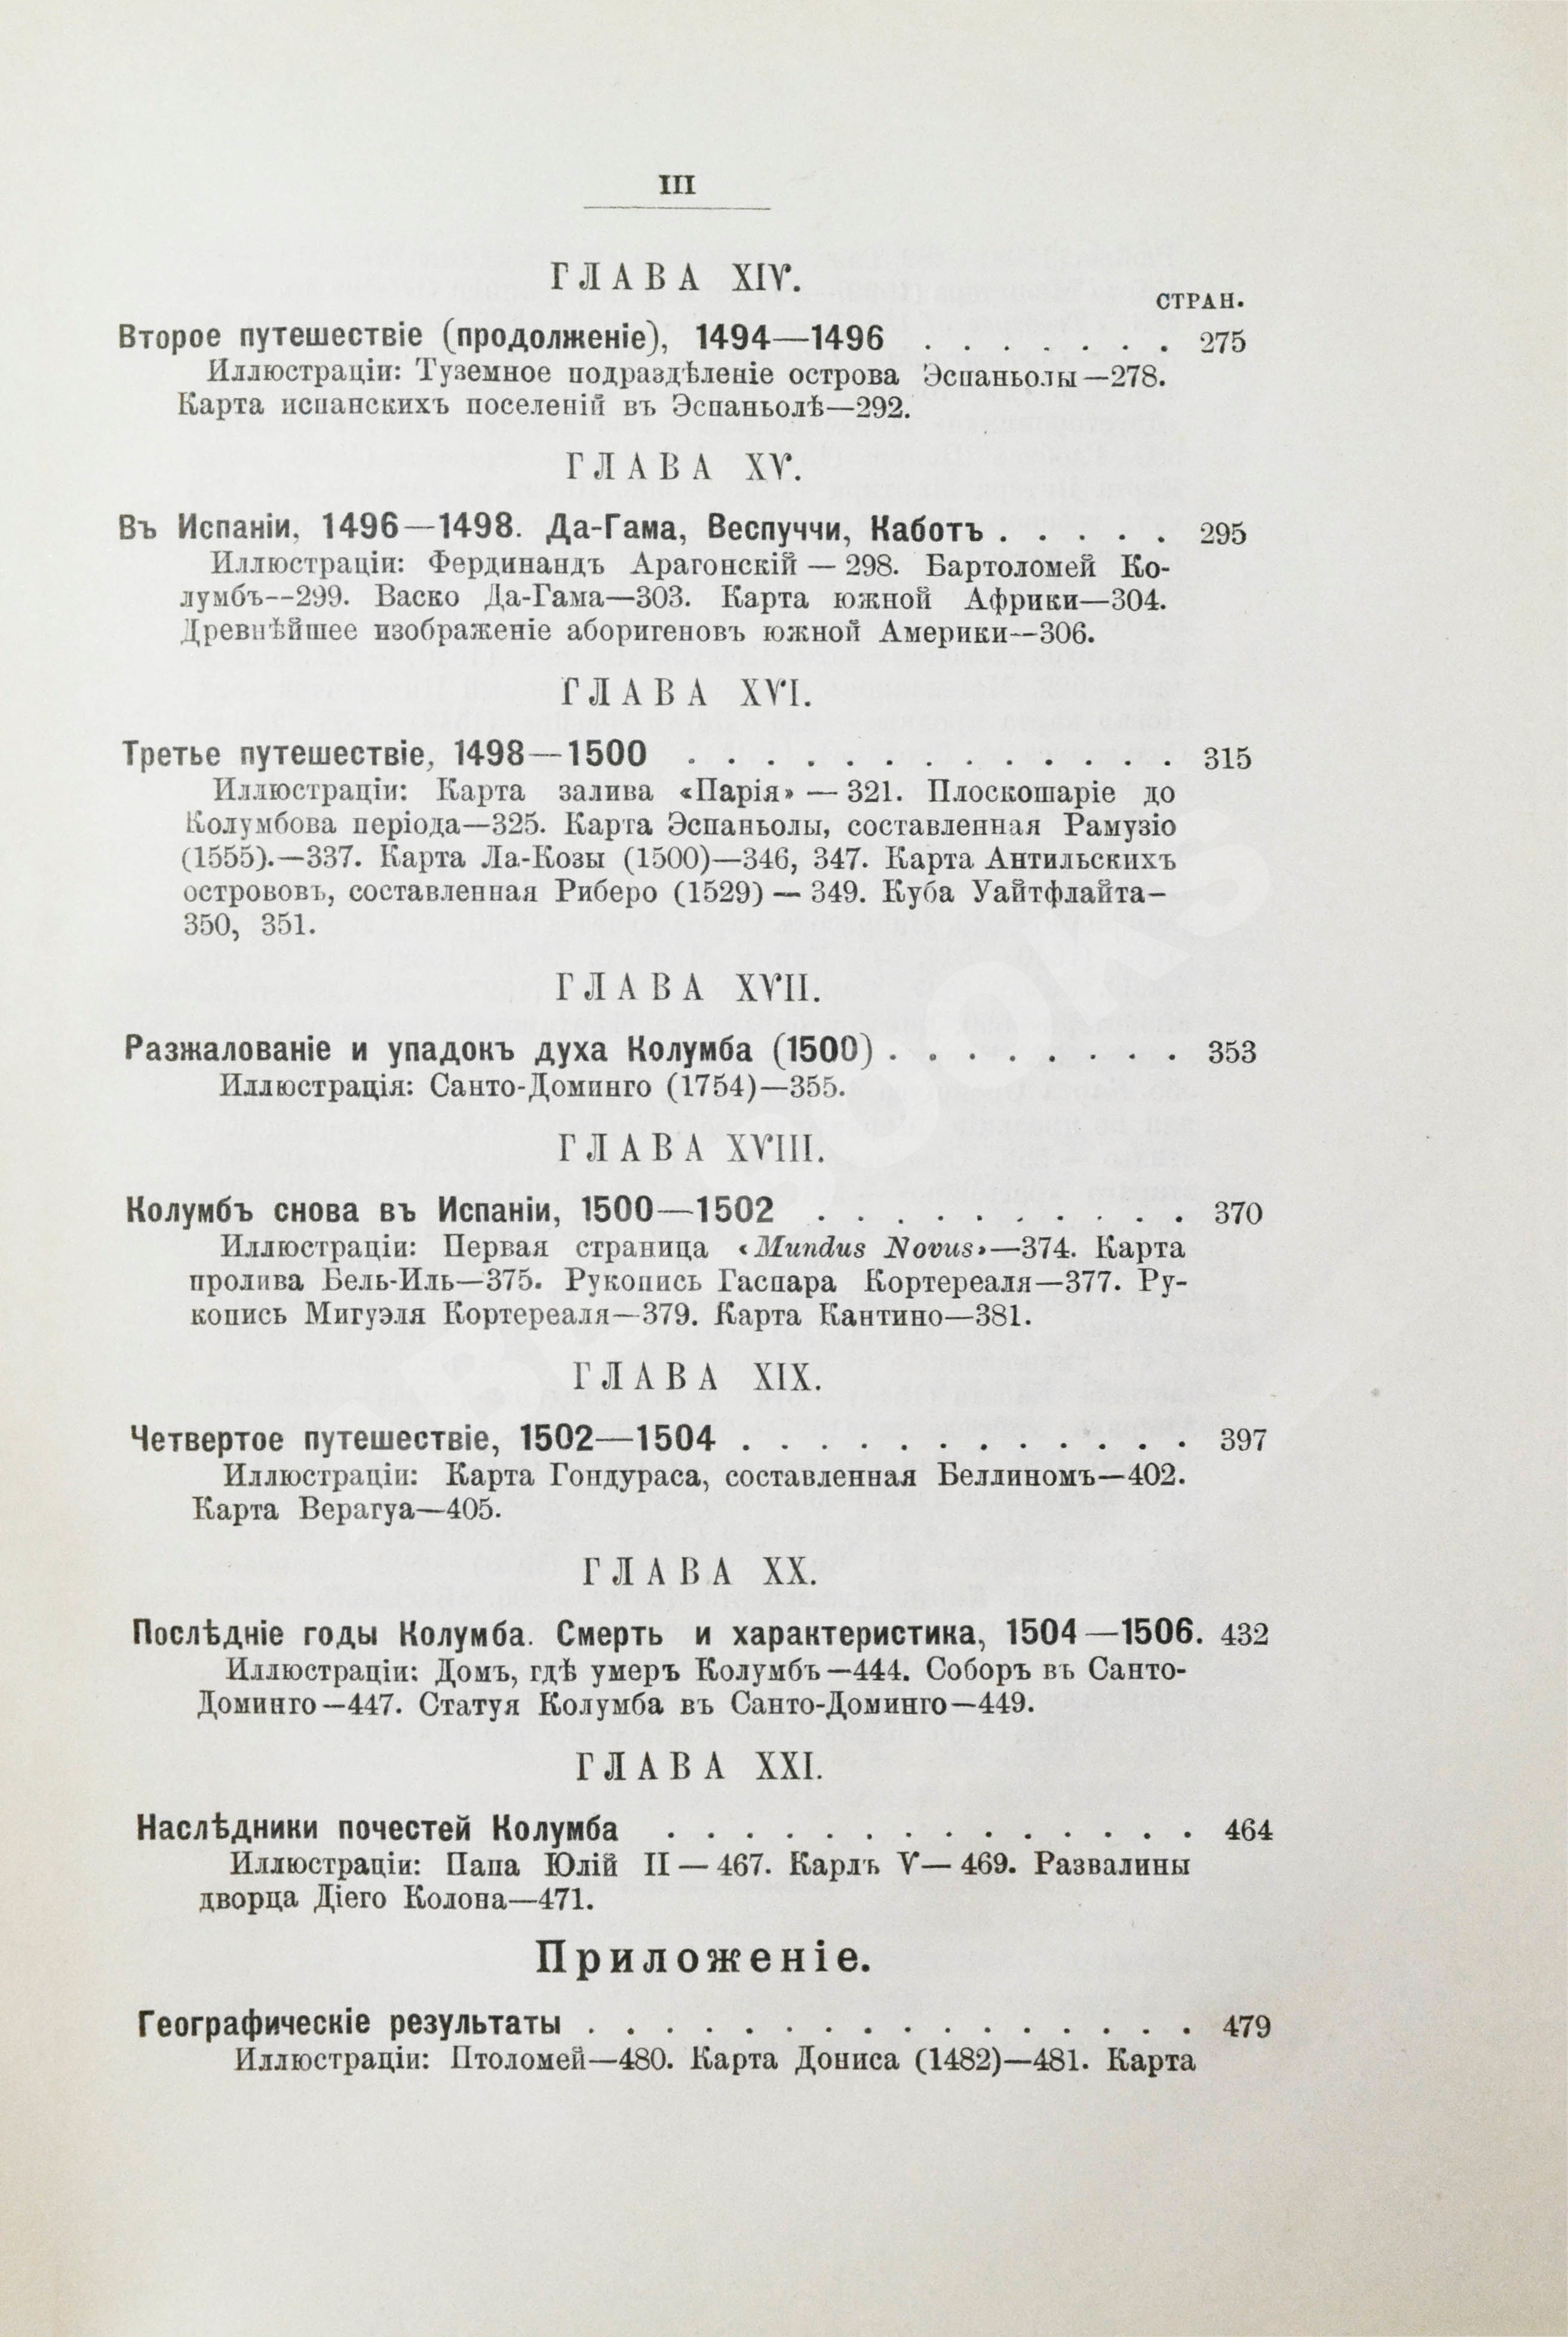 III
ГЛАВА XIV.
СТРАН.
Второе путешествіе (продолженіе), 1494—1496 . . . . . . . 275
Иллюстраціи: Туземное подраздѣленіе острова Эспаньолы—278.
Карта испанскихъ поселеній въ Эспаньолѣ—292.
ГЛАВА XV.
Въ Испаніи, 1496—1498. Да-Гама, Веспуччи, Каботъ . . . . . 295
Иллюстраціи: Фердинандъ Арагонскій — 298. Бартоломей Ко-
лумбъ--299. Васко Да-Гама—303. Карта южной Африки—304.
Древнѣйшее изображеніе аборигеновъ южной Америки—306.
ГЛАВА XVI.
Третье путешествіе, 1498—1500 . . . . . . . . . . . . . 315
Иллюстраціи: Карта залива «Парія» — 321. Плоскошаріе до
Колумбова періода—325. Карта Эспаньолы, составленная Рамузіо
(1555).—337. Карта Ла-Козы (1500)—346, 347. Карта Антильскихъ
острововъ, составленная Риберо (1529) — 349. Куба Уайтфлайта—
350, 351.
ГЛАВА XVII.
Разжалованіе и упадокъ духа Колумба (1500) . . . . . . . . 353
Иллюстрація: Санто-Доминго (1754)—355.
ГЛАВА XVIII.
Колумбъ снова въ Испаніи, 1500—1502 . . . . . . . . . . 370
Иллюстраціи: Первая страница «Mundus Novus»—374. Карта
пролива Бель-Иль—375. Рукопись Гаспара Кортереаля—377. Ру-
копись Мигуэля Кортереаля—379. Карта Кантино—381.
ГЛАВА XIX.
Четвертое путешествіе, 1502—1504 . . . . . . . . . . . . 397
Иллюстраціи: Карта Гондураса, составленная Беллиномъ—402.
Карта Верагуа—405.
ГЛАВА XX.
Послѣдніе годы Колумба. Смерть и характеристика, 1504—1506. 432
Иллюстраціи: Домъ, гдѣ умеръ Колумбъ—444. Соборъ въ Санто-
Доминго—447. Статуя Колумба въ Санто-Доминго—449.
ГЛАВА XXI.
Наслѣдники почестей Колумба . . . . . . . . . . . . . . 464
Иллюстраціи: Папа Юлій II — 467. Карлъ V— 469. Развалины
дворца Діего Колона—471.
Приложеніе.
Географическіе результаты . . . . . . . . . . . . . . . . 479
Иллюстраціи: Птоломей—480. Карта Дониса (1482)—481. Карта